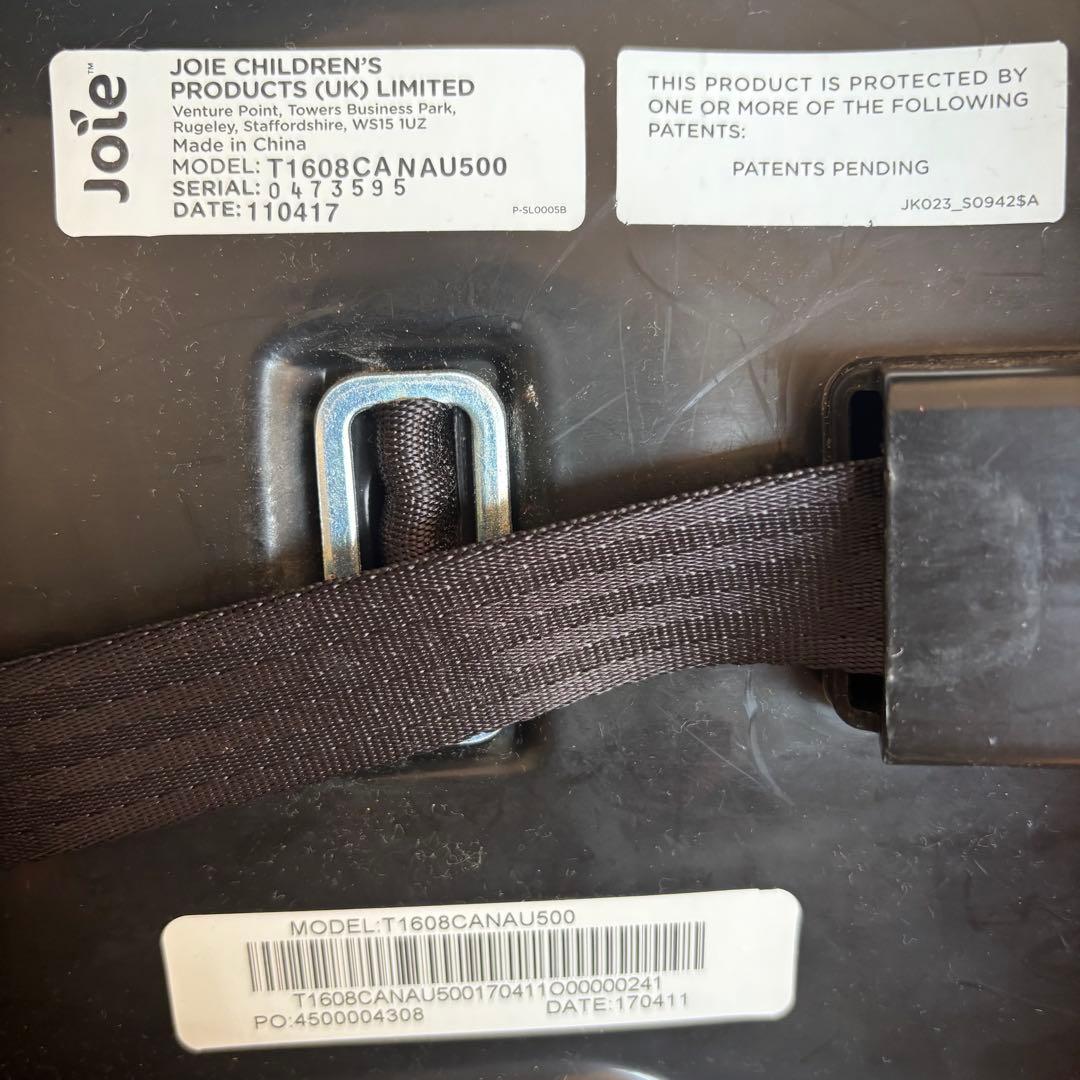 Joie™
JOIE CHILDREN'S
PRODUCTS (UK) LIMITED
Venture Point, Towers Business Park,
Rugeley, Staffordshire, WS15 1UZ
Made in China
MODEL: T1608CANAU500
SERIAL: 0473595
DATE: 110417
P-SL0005B
THIS PRODUCT IS PROTECTED BY
ONE OR MORE OF THE FOLLOWING
PATENTS:
PATENTS PENDING
JK023_S0942$A
MODEL:T1608CANAU500
T1608CANAU500170411O00000241
PO:4500004308 DATE:170411